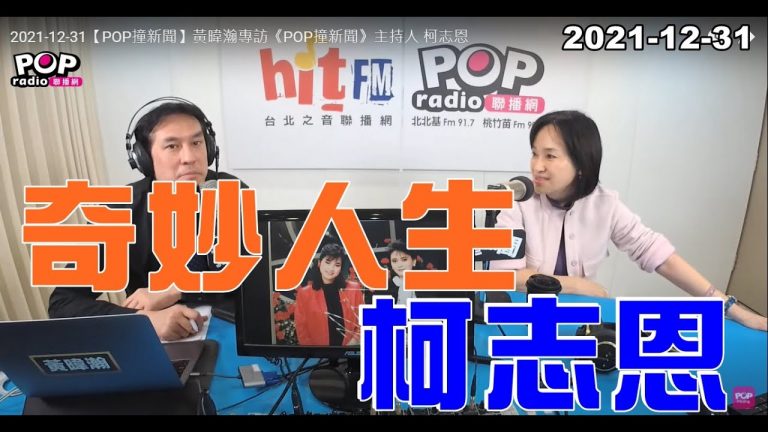 2021-12-31【POP撞新聞】黃暐瀚專訪《POP撞新聞》主持人 柯志恩
2021-12-31
POP
radio 聯播網
hit FM
台北之音聯播網
POP
radio 聯播網
北北基 Fm 91.7 桃竹苗 Fm
奇妙人生
柯志恩
黃暐瀚
ASUS
POP